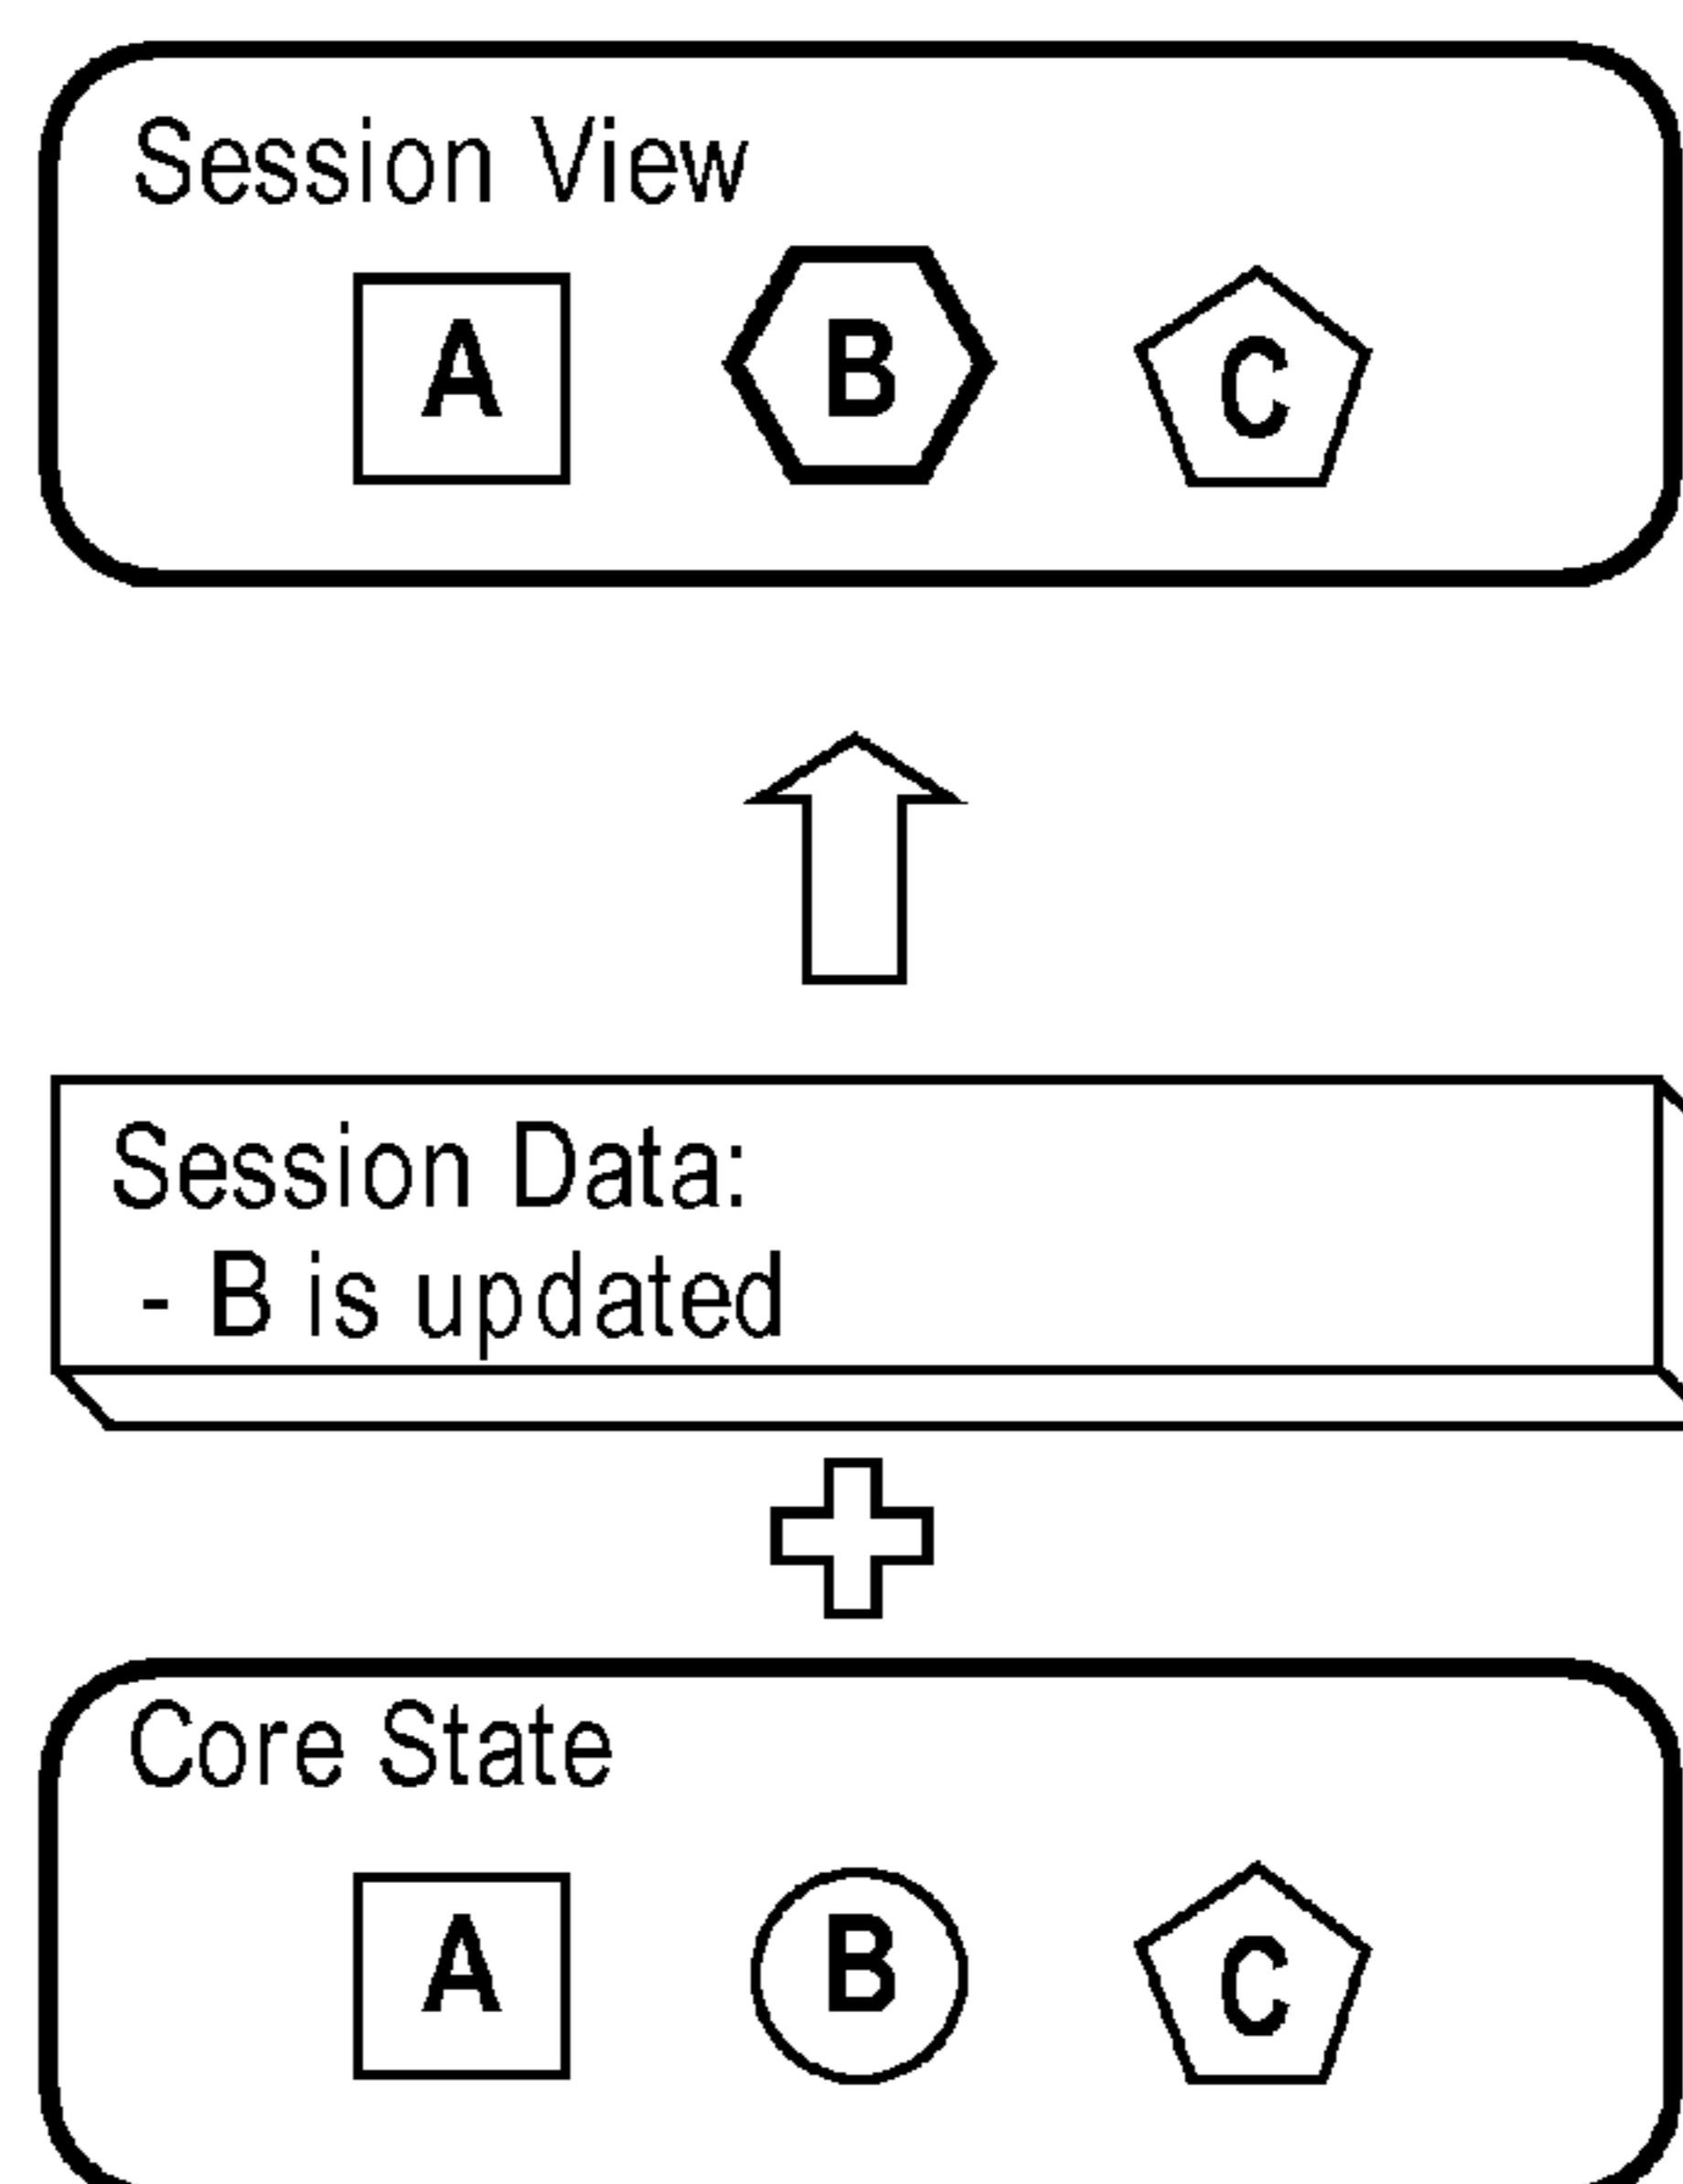 Session View
A B C
Session Data:
- B is updated
Core State
A B C